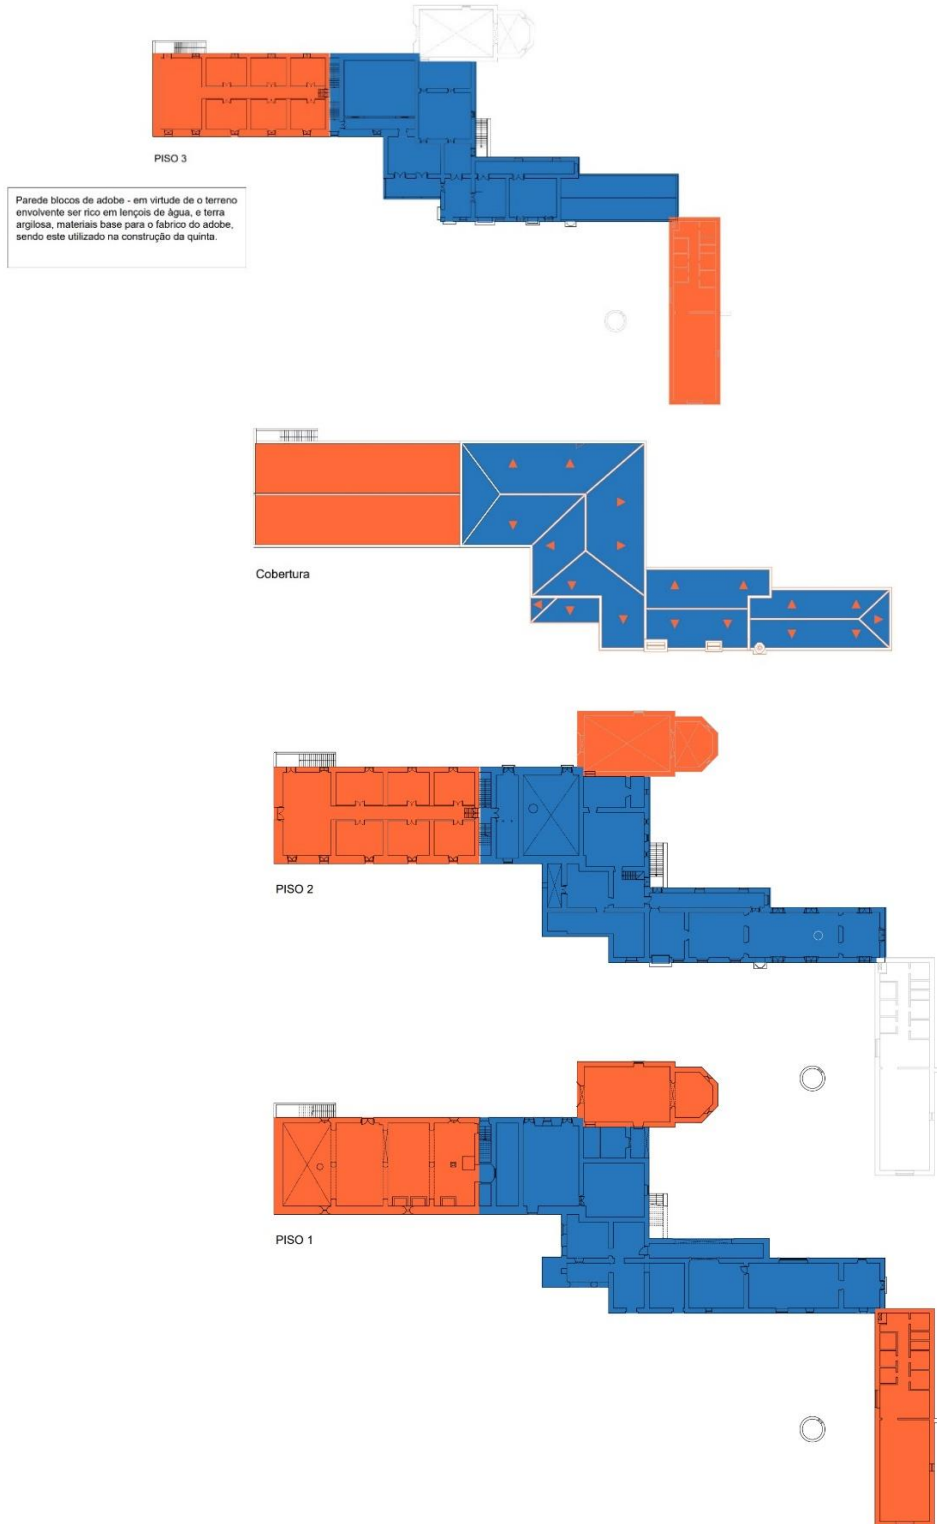 PISO 3
Parede blocos de adobe - em virtude de o terreno
envolvente ser rico em lençois de àgua, e terra
argilosa, materiais base para o fabrico do adobe,
sendo este utilizado na construção da quinta.
Cobertura
PISO 2
PISO 1